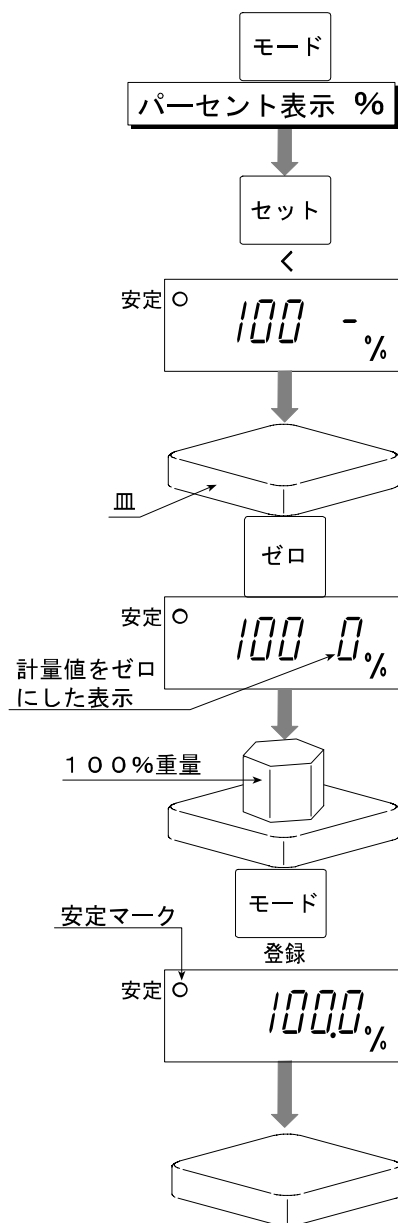 モード
パーセント表示 %
セット
く
安定 100 -%
皿
ゼロ
安定 100 0%
計量値をゼロ
にした表示
100%重量
モード
安定マーク
登録
安定 100.0%